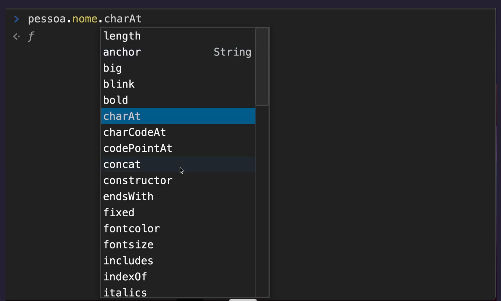 > pessoa.nome.charAt
<· f
length
anchor String
big
blink
bold
charAt
charCodeAt
codePointAt
concat
constructor
endsWith
fixed
fontcolor
fontsize
includes
indexOf
italics